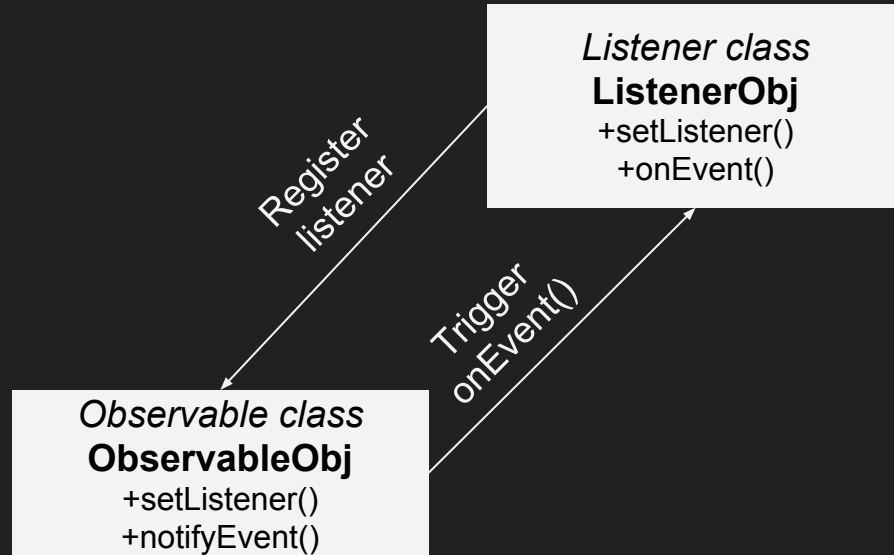 Listener class
ListenerObj
+setListener()
+onEvent()
Register
listener
Trigger
onEvent()
Observable class
ObservableObj
+setListener()
+notifyEvent()